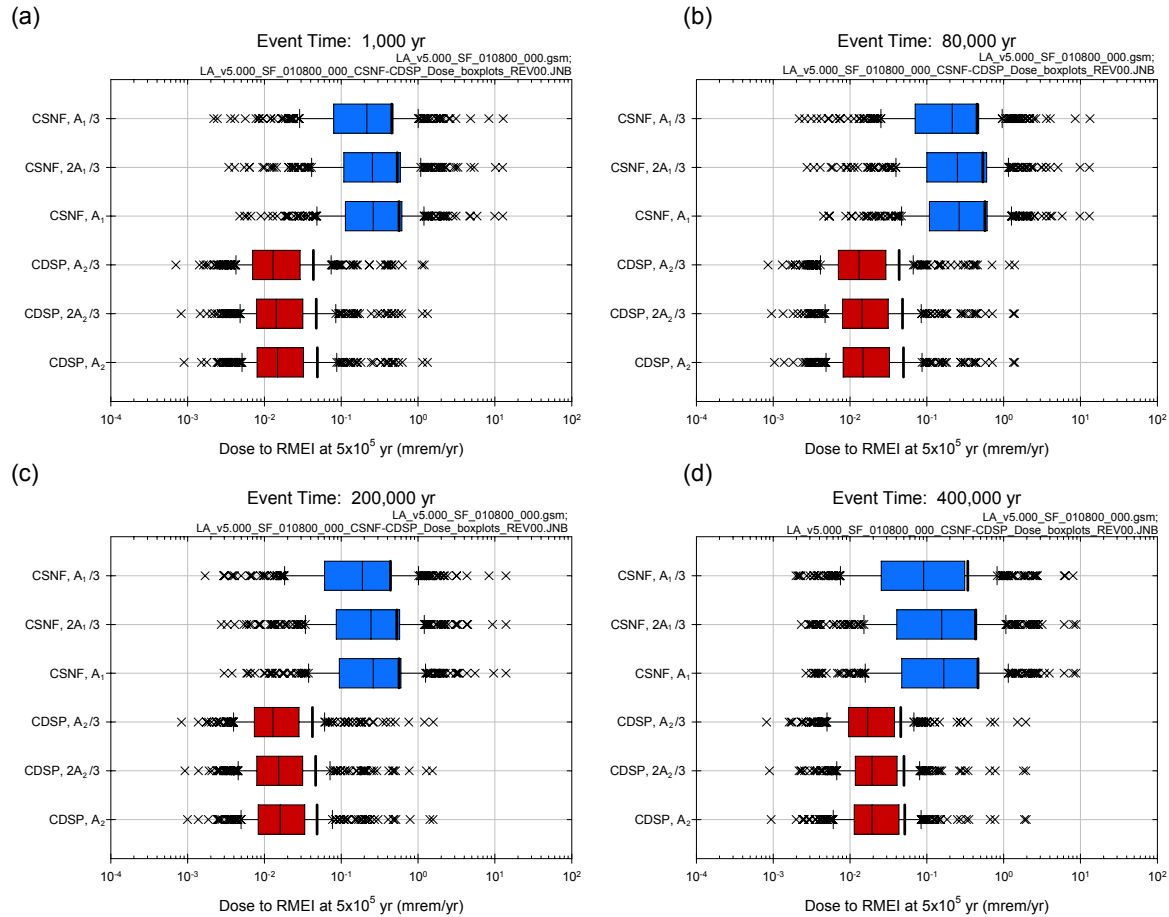 (a)
Event Time: 1,000 yr
LA_v5.000_SF_010800_000.gsm;
LA_v5.000_SF_010800_000_CSNF-CDSP_Dose_boxplots_REV00.JNB
CSNF, A₁/3
CSNF, 2A₁/3
CSNF, A₁
CDSP, A₂/3
CDSP, 2A₂/3
CDSP, A₂
10⁻⁴ 10⁻³ 10⁻² 10⁻¹ 10⁰ 10¹ 10²
Dose to RMEI at 5x10⁵ yr (mrem/yr)
(b)
Event Time: 80,000 yr
LA_v5.000_SF_010800_000.gsm;
LA_v5.000_SF_010800_000_CSNF-CDSP_Dose_boxplots_REV00.JNB
CSNF, A₁/3
CSNF, 2A₁/3
CSNF, A₁
CDSP, A₂/3
CDSP, 2A₂/3
CDSP, A₂
10⁻⁴ 10⁻³ 10⁻² 10⁻¹ 10⁰ 10¹ 10²
Dose to RMEI at 5x10⁵ yr (mrem/yr)
(c)
Event Time: 200,000 yr
LA_v5.000_SF_010800_000.gsm;
LA_v5.000_SF_010800_000_CSNF-CDSP_Dose_boxplots_REV00.JNB
CSNF, A₁/3
CSNF, 2A₁/3
CSNF, A₁
CDSP, A₂/3
CDSP, 2A₂/3
CDSP, A₂
10⁻⁴ 10⁻³ 10⁻² 10⁻¹ 10⁰ 10¹ 10²
Dose to RMEI at 5x10⁵ yr (mrem/yr)
(d)
Event Time: 400,000 yr
LA_v5.000_SF_010800_000.gsm;
LA_v5.000_SF_010800_000_CSNF-CDSP_Dose_boxplots_REV00.JNB
CSNF, A₁/3
CSNF, 2A₁/3
CSNF, A₁
CDSP, A₂/3
CDSP, 2A₂/3
CDSP, A₂
10⁻⁴ 10⁻³ 10⁻² 10⁻¹ 10⁰ 10¹ 10²
Dose to RMEI at 5x10⁵ yr (mrem/yr)